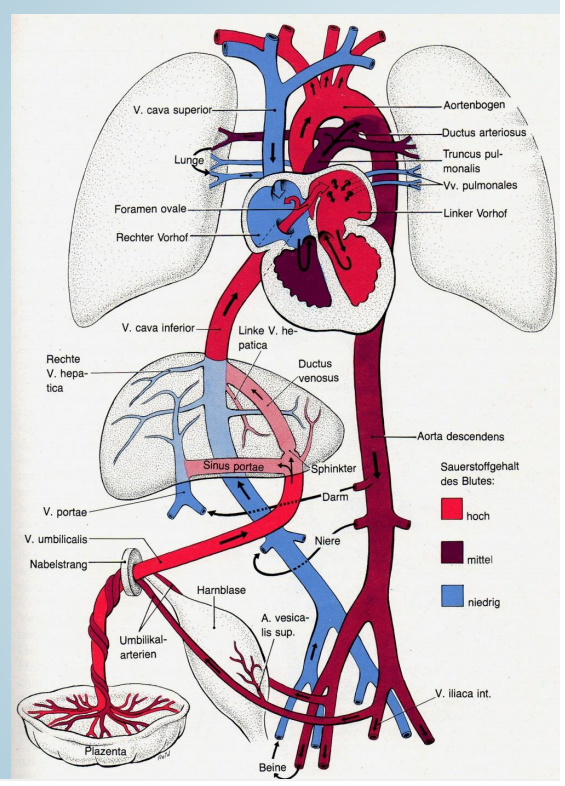 V. cava superior
Aortenbogen
Ductus arteriosus
Lunge
Truncus pul-
monalis
Vv. pulmonales
Foramen ovale
Linker Vorhof
Rechter Vorhof
V. cava inferior
Linke V. he-
patica
Rechte
V. hepa-
tica
Ductus
venosus
Aorta descendens
Sinus portae
Sphinkter
Sauerstoffgehalt
des Blutes:
hoch
mittel
niedrig
Darm
V. portae
V. umbilicalis
Niere
Nabelstrang
Harnblase
A. vesica-
lis sup.
Umbilikal-
arterien
V. iliaca int.
Plazenta
Beine